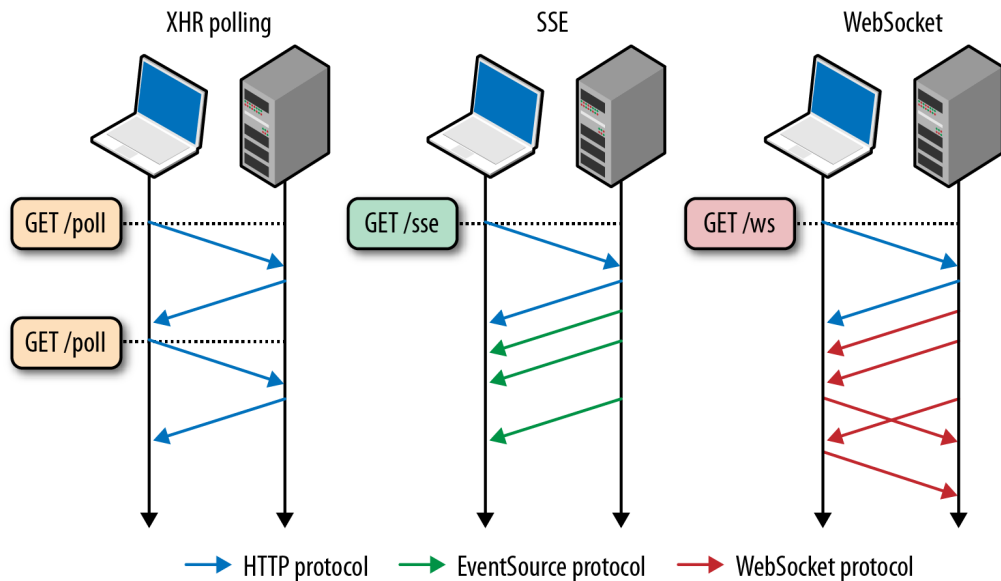 XHR polling
SSE
WebSocket
GET /poll
GET /sse
GET /ws
GET /poll
HTTP protocol
EventSource protocol
WebSocket protocol